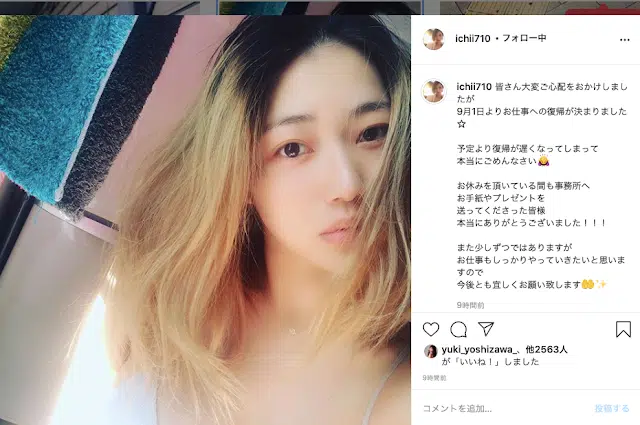 ichii710 • フォロー中
ichii710 皆さん大変ご心配をおかけしまし
たが
9月1日よりお仕事への復帰が決まりました
☆
予定より復帰が遅くなってしまって
本当にごめんなさい🙇
お休みを頂いている間も事務所へ
お手紙やプレゼントを
送ってくださった皆様
本当にありがとうございました！！！
また少しずつではありますが
お仕事もしっかりやっていきたいと思いま
すので
今後とも宜しくお願い致します🤲✨
9時間前
yuki_yoshizawa_、他2563人
が「いいね！」しました
9時間前
コメントを追加... 投稿する